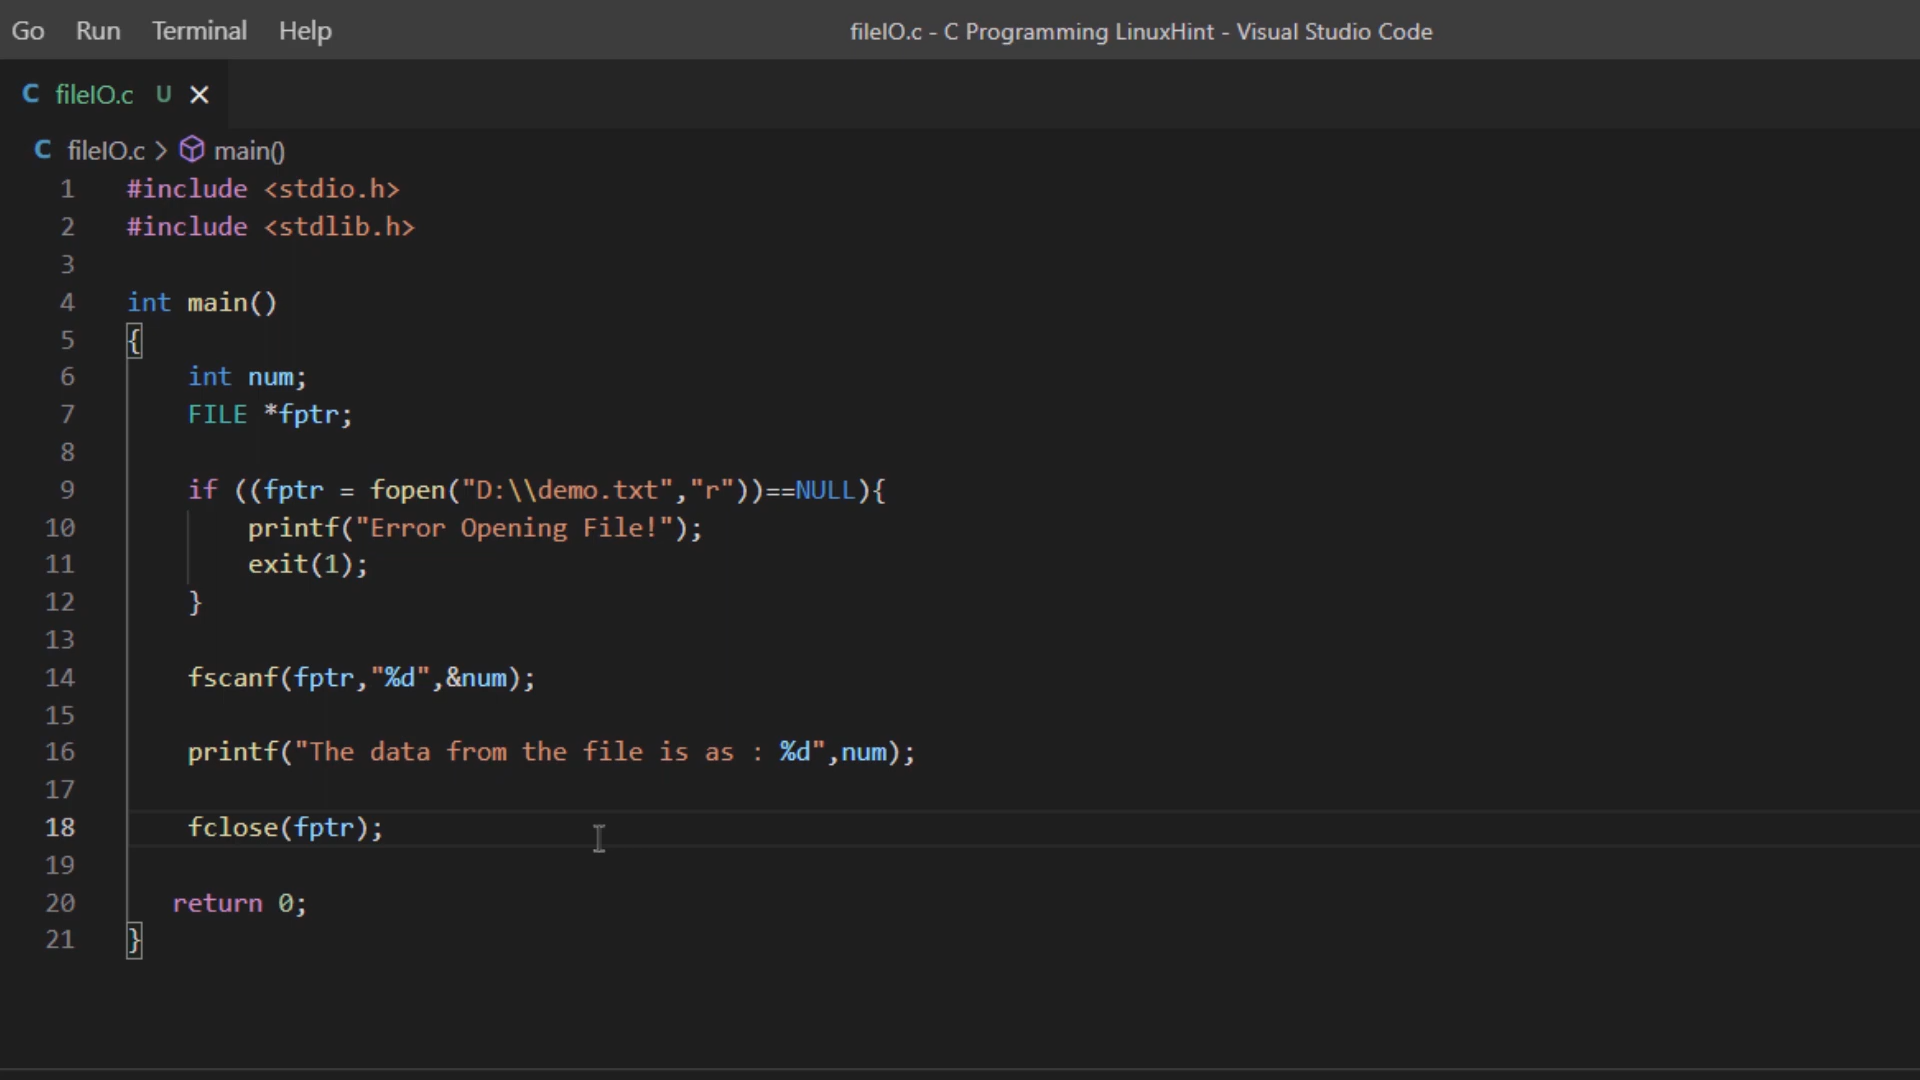 Go Run Terminal Help fileIO.c - C Programming LinuxHint - Visual Studio Code
C fileIO.c U ×
C fileIO.c > main()
1 #include <stdio.h>
2 #include <stdlib.h>
3
4 int main()
5 {
6     int num;
7     FILE *fptr;
8
9     if ((fptr = fopen("D:\\demo.txt","r"))==NULL){
10         printf("Error Opening File!");
11         exit(1);
12     }
13
14     fscanf(fptr,"%d",&num);
15
16     printf("The data from the file is as : %d",num);
17
18     fclose(fptr);
19
20    return 0;
21 }